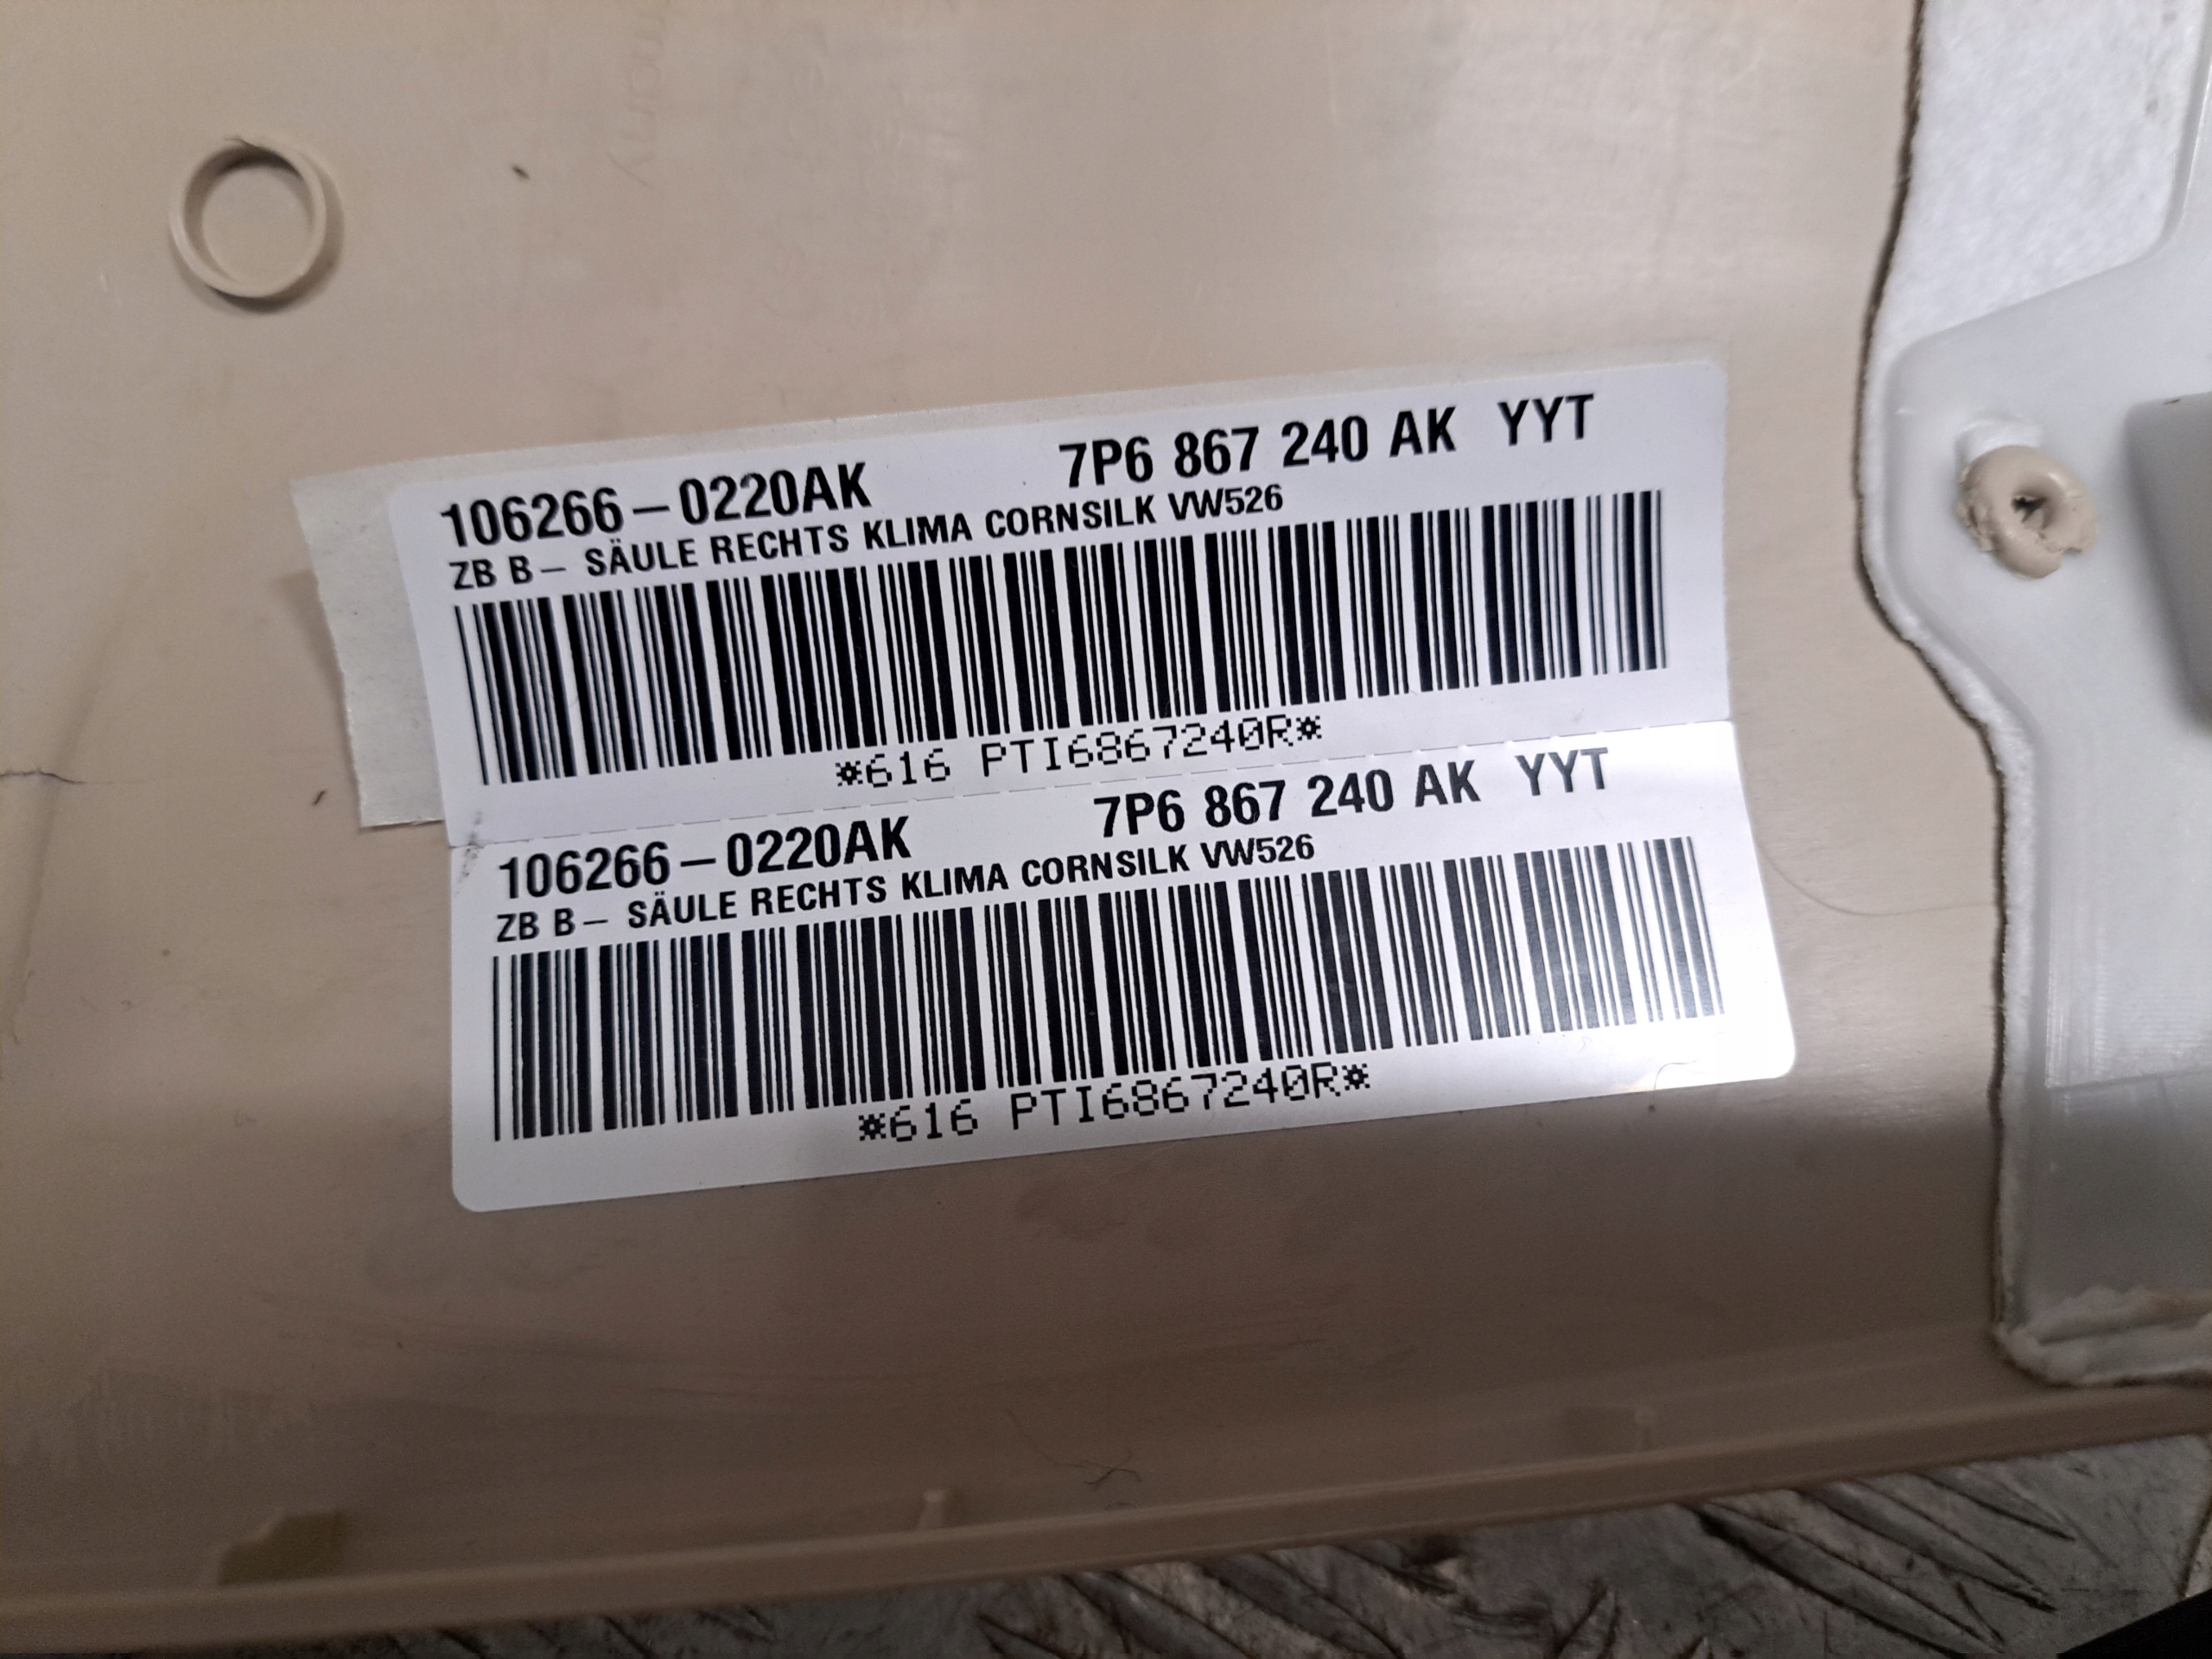 106266-0220AK 7P6 867 240 AK YYT
ZB B- SÄULE RECHTS KLIMA CORNSILK VW526
*616 PTI6867240R*
106266-0220AK 7P6 867 240 AK YYT
ZB B- SÄULE RECHTS KLIMA CORNSILK VW526
*616 PTI6867240R*